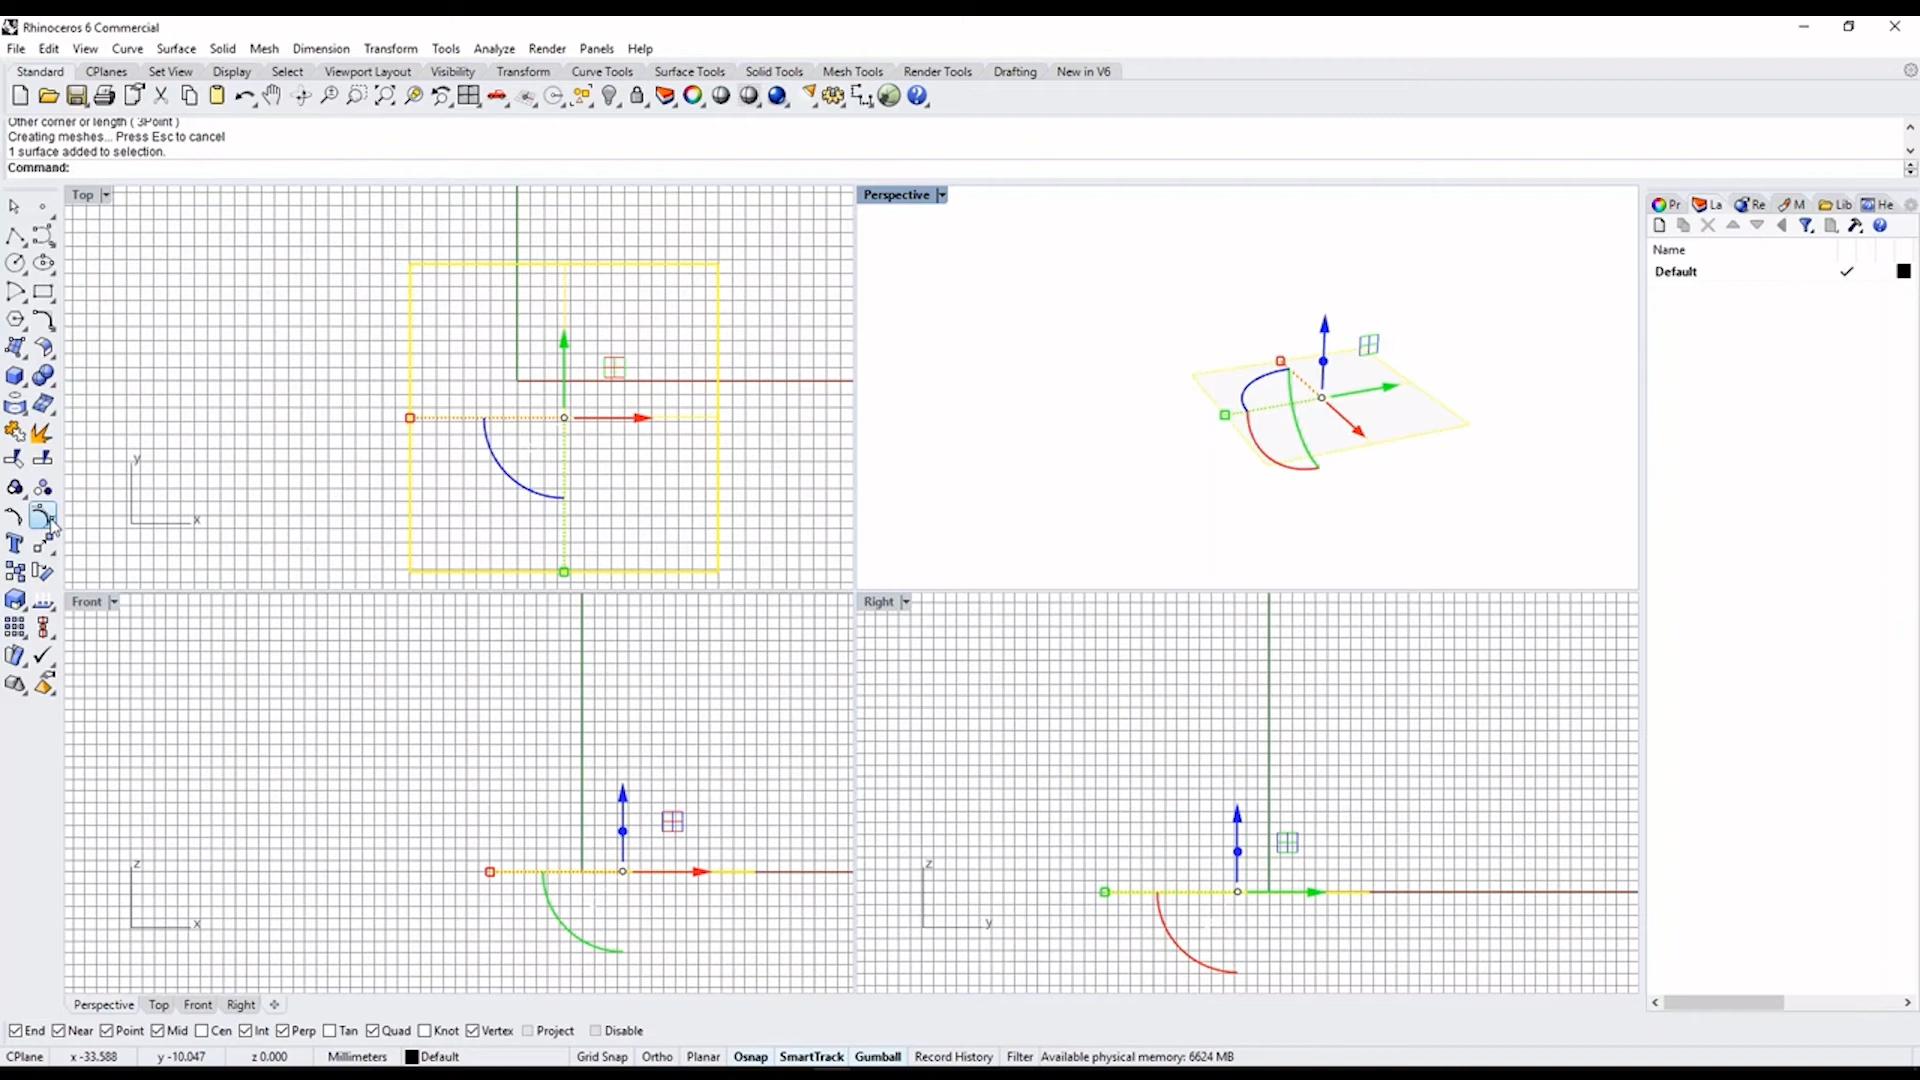 Rhinoceros 6 Commercial
File Edit View Curve Surface Solid Mesh Dimension Transform Tools Analyze Render Panels Help
Standard CPlanes Set View Display Select Viewport Layout Visibility Transform Curve Tools Surface Tools Solid Tools Mesh Tools Render Tools Drafting New in V6
Other corner or length ( 3Point )
Creating meshes... Press Esc to cancel
1 surface added to selection.
Command:
Top
Perspective
Pr La Re M Lib He
Name
Default
y
x
Front
Right
z
x
z
y
Perspective Top Front Right
End Near Point Mid Cen Int Perp Tan Quad Knot Vertex Project Disable
CPlane x -33.588 y -10.047 z 0.000 Millimeters Default Grid Snap Ortho Planar Osnap SmartTrack Gumball Record History Filter Available physical memory: 6624 MB